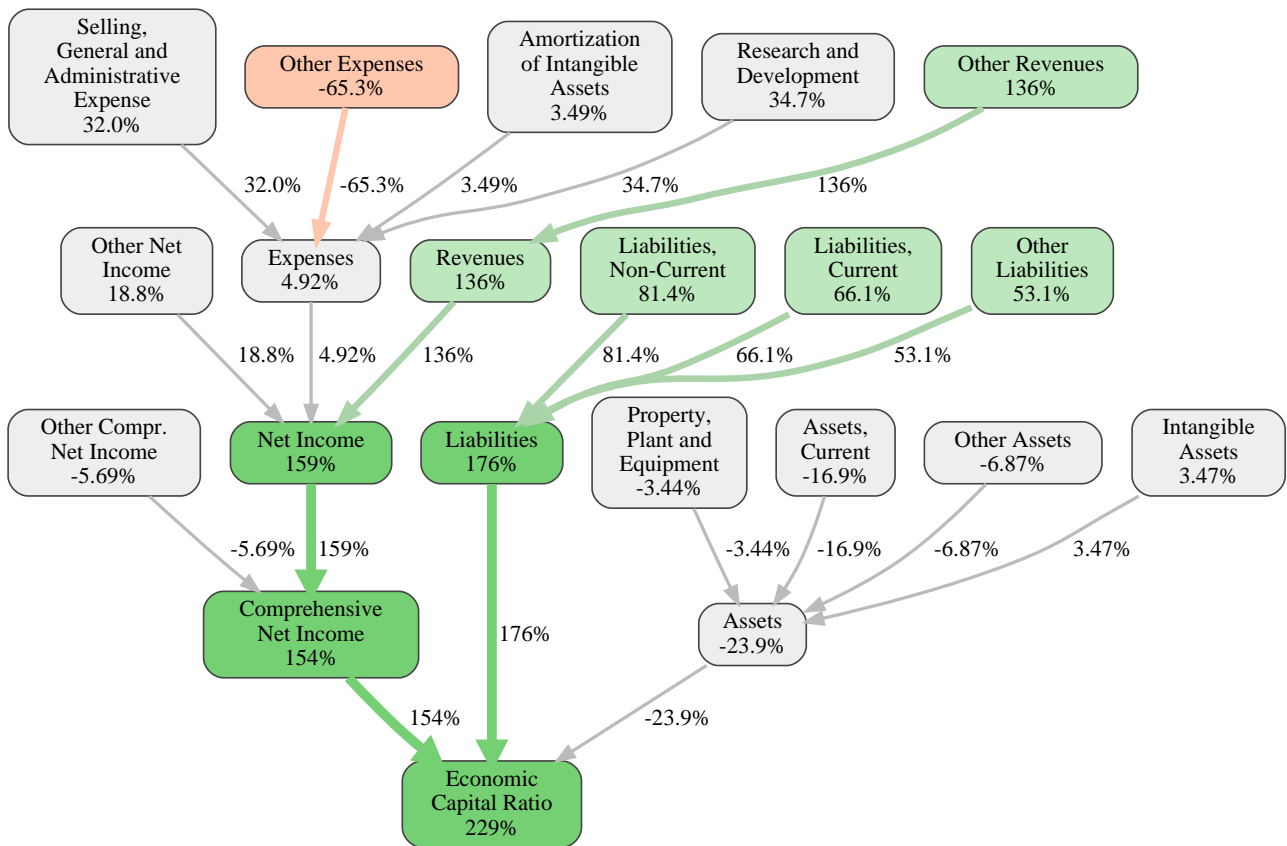 Selling,
General and
Administrative
Expense
32.0%
Other Expenses
-65.3%
Amortization
of Intangible
Assets
3.49%
Research and
Development
34.7%
Other Revenues
136%
32.0%
-65.3%
3.49%
34.7%
136%
Other Net
Income
18.8%
Expenses
4.92%
Revenues
136%
Liabilities,
Non-Current
81.4%
Liabilities,
Current
66.1%
Other
Liabilities
53.1%
18.8%
4.92%
136%
81.4%
66.1%
53.1%
Other Compr.
Net Income
-5.69%
Net Income
159%
Liabilities
176%
Property,
Plant and
Equipment
-3.44%
Assets,
Current
-16.9%
Other Assets
-6.87%
Intangible
Assets
3.47%
-5.69%
159%
-3.44%
-16.9%
-6.87%
3.47%
Comprehensive
Net Income
154%
176%
Assets
-23.9%
154%
-23.9%
Economic
Capital Ratio
229%